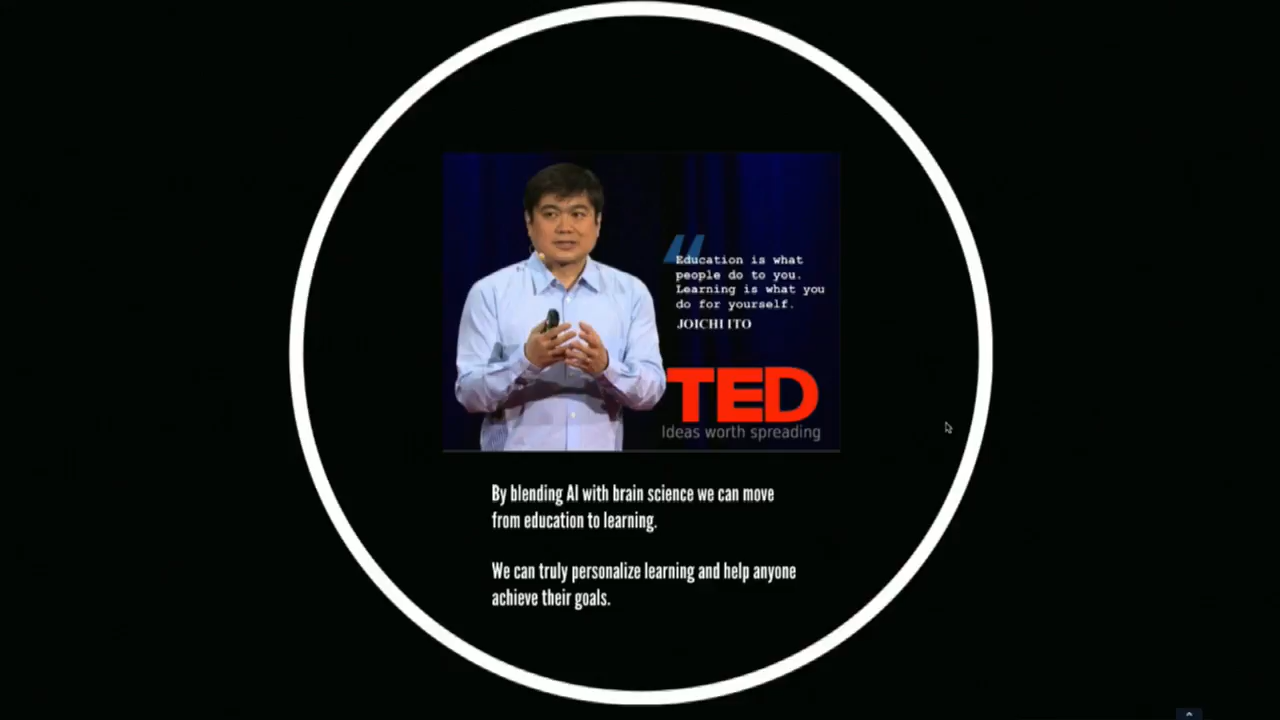 “
Education is what
people do to you.
Learning is what you
do for yourself.
JOICHI ITO
TED
Ideas worth spreading
By blending AI with brain science we can move
from education to learning.
We can truly personalize learning and help anyone
achieve their goals.